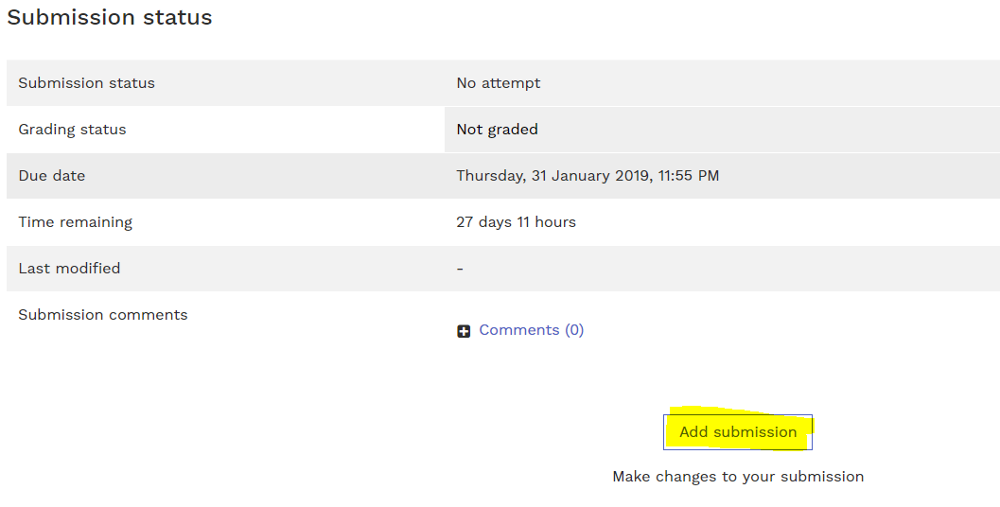 Submission status
Submission status No attempt
Grading status Not graded
Due date Thursday, 31 January 2019, 11:55 PM
Time remaining 27 days 11 hours
Last modified -
Submission comments
Comments (0)
Add submission
Make changes to your submission